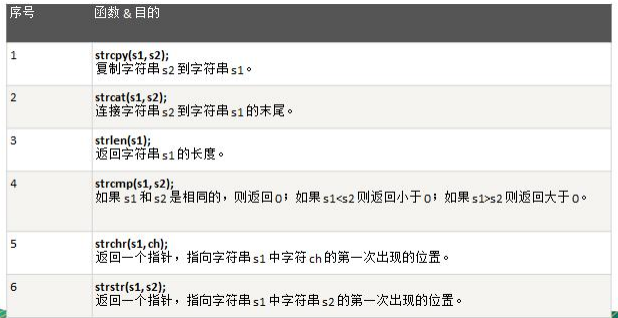 序号 函数 & 目的
1 strcpy(s1, s2);
复制字符串 s2 到字符串 s1。
2 strcat(s1, s2);
连接字符串 s2 到字符串 s1 的末尾。
3 strlen(s1);
返回字符串 s1 的长度。
4 strcmp(s1, s2);
如果 s1 和 s2 是相同的，则返回 0；如果 s1<s2 则返回小于 0；如果 s1>s2 则返回大于 0。
5 strchr(s1, ch);
返回一个指针，指向字符串 s1 中字符 ch 的第一次出现的位置。
6 strstr(s1, s2);
返回一个指针，指向字符串 s1 中字符串 s2 的第一次出现的位置。